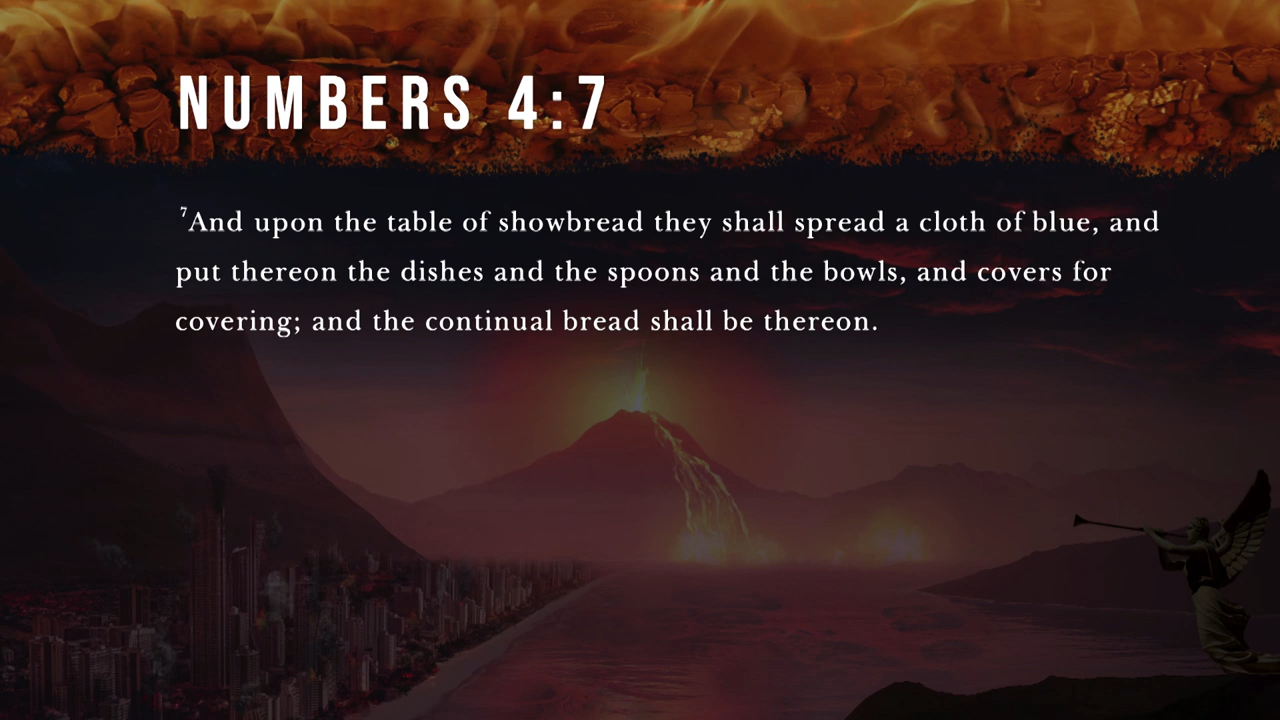 NUMBERS 4:7
7And upon the table of showbread they shall spread a cloth of blue, and
put thereon the dishes and the spoons and the bowls, and covers for
covering; and the continual bread shall be thereon.